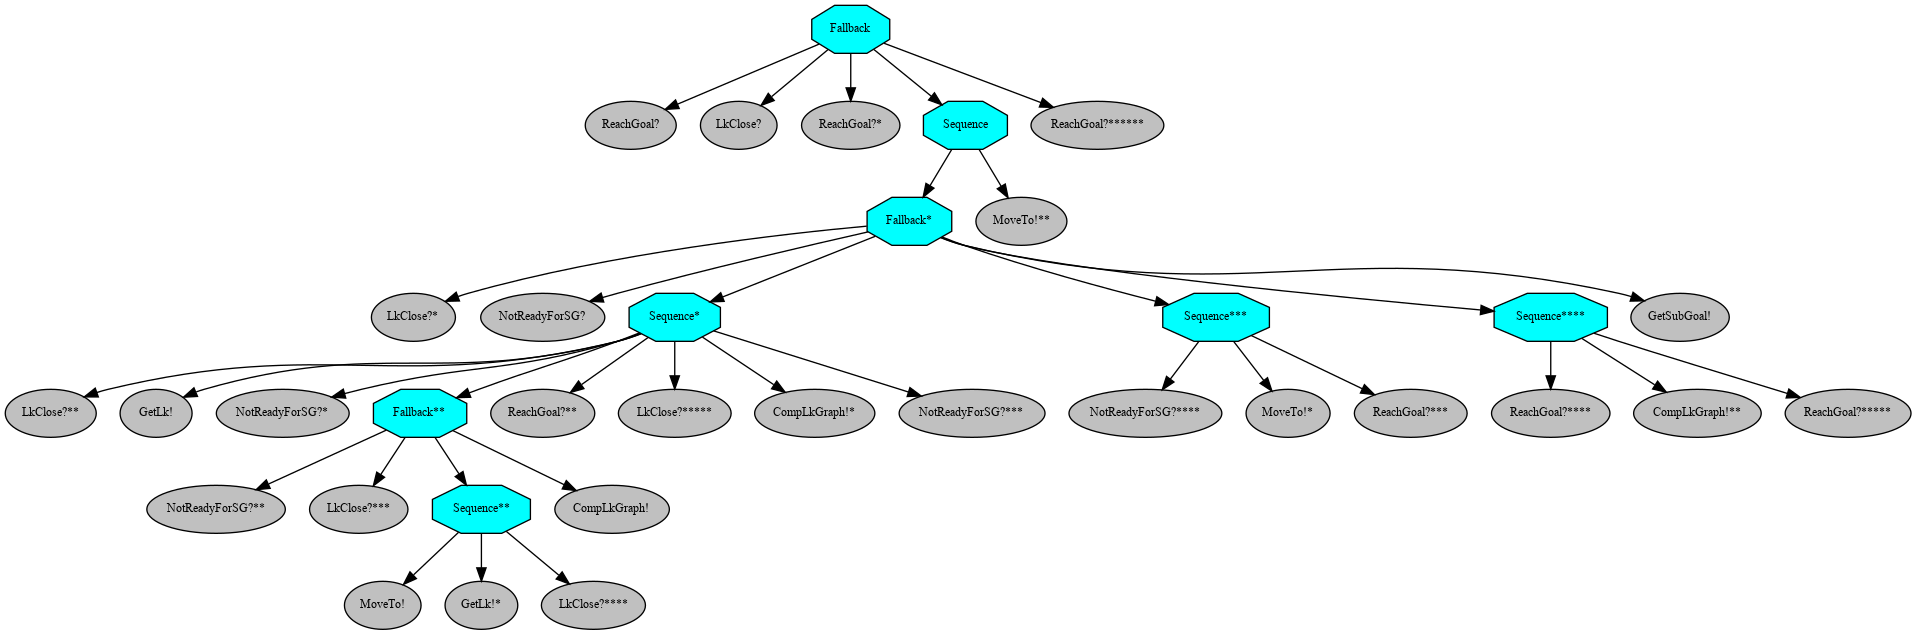 Fallback
ReachGoal?
LkClose?
ReachGoal?*
Sequence
ReachGoal?******
Fallback*
MoveTo!**
LkClose?*
NotReadyForSG?
Sequence*
Sequence***
Sequence****
GetSubGoal!
LkClose?**
GetLk!
NotReadyForSG?*
Fallback**
ReachGoal?**
LkClose?*****
CompLkGraph!*
NotReadyForSG?***
NotReadyForSG?****
MoveTo!*
ReachGoal?***
ReachGoal?****
CompLkGraph!**
ReachGoal?*****
NotReadyForSG?**
LkClose?***
Sequence**
CompLkGraph!
MoveTo!
GetLk!*
LkClose?****